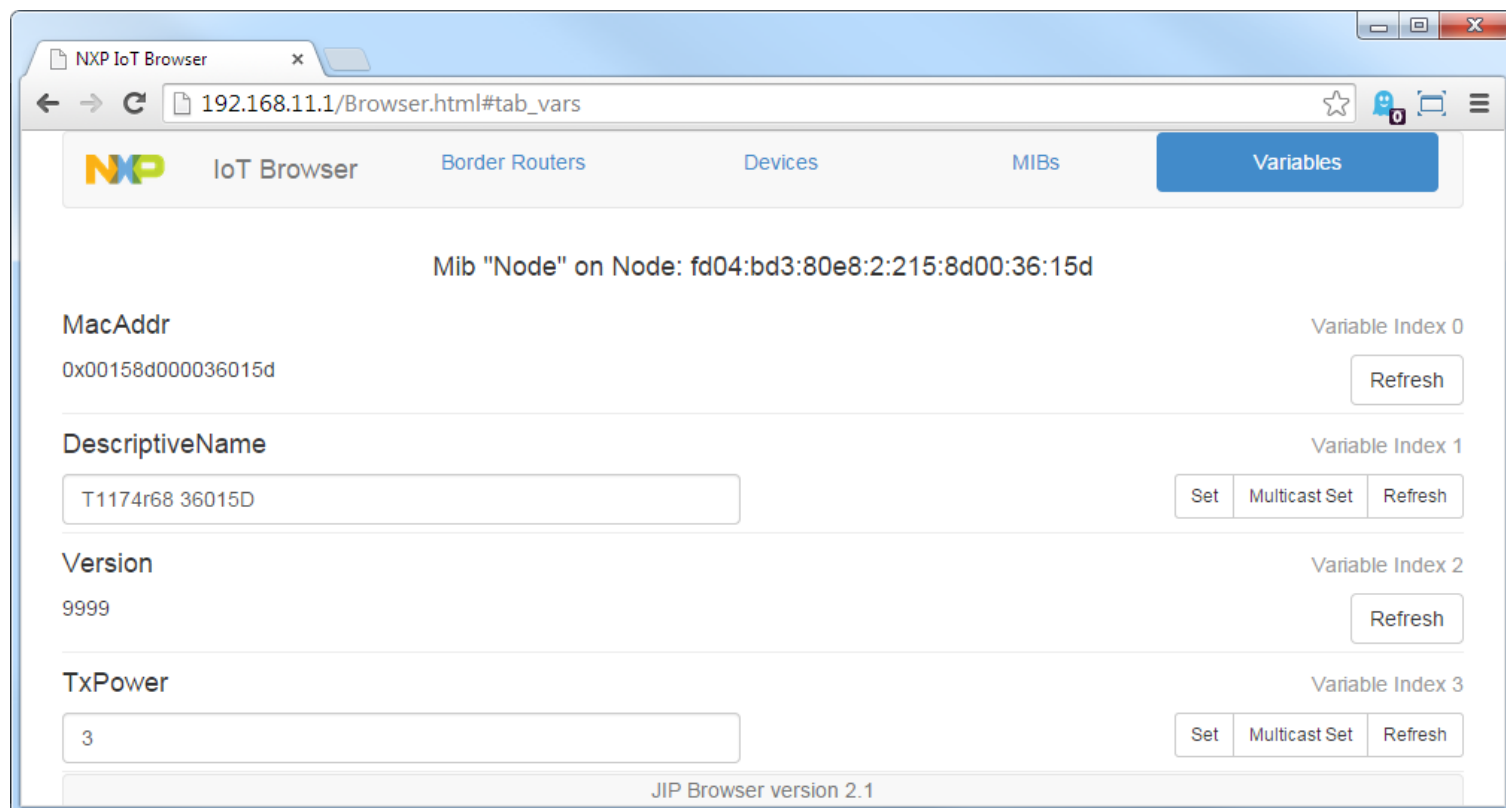 NXP IoT Browser
192.168.11.1/Browser.html#tab_vars
0
NXP IoT Browser Border Routers Devices MIBs Variables
Mib "Node" on Node: fd04:bd3:80e8:2:215:8d00:36:15d
MacAddr Variable Index 0
0x00158d000036015d Refresh
DescriptiveName Variable Index 1
T1174r68 36015D Set Multicast Set Refresh
Version Variable Index 2
9999 Refresh
TxPower Variable Index 3
3 Set Multicast Set Refresh
JIP Browser version 2.1